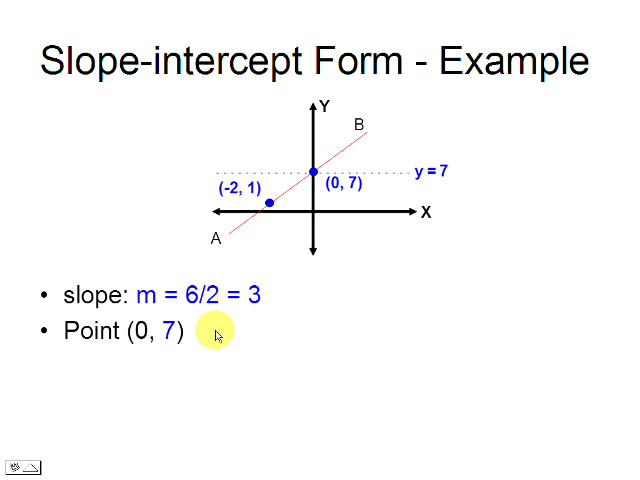 Slope-intercept Form - Example
Y
B
y = 7
(-2, 1)
(0, 7)
X
A
• slope: m = 6/2 = 3
• Point (0, 7)